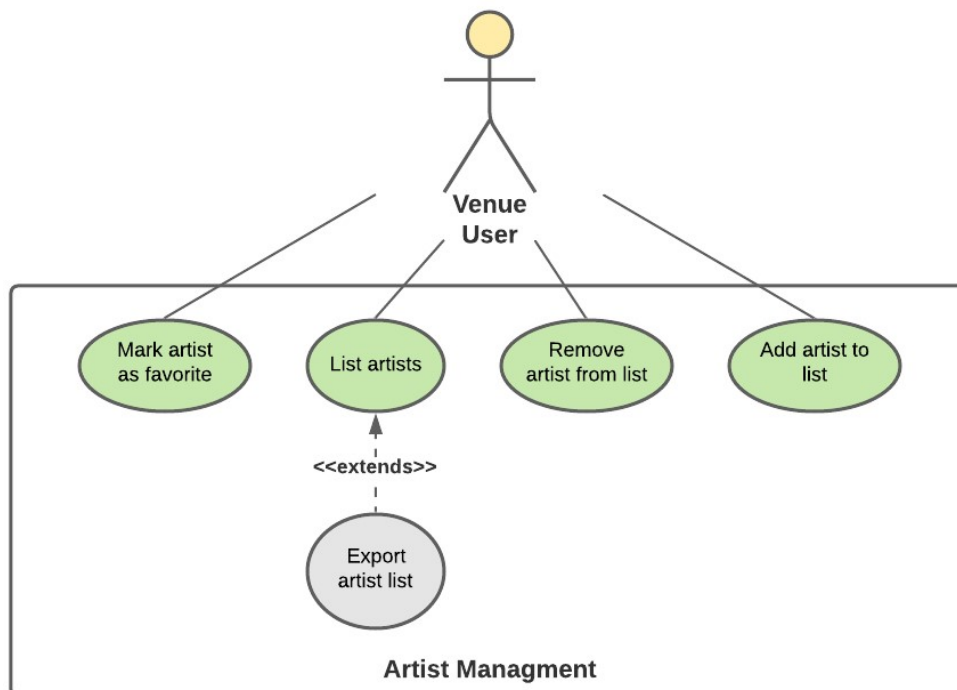 Venue
User
Mark artist
as favorite
List artists
Remove
artist from list
Add artist to
list
<<extends>>
Export
artist list
Artist Managment